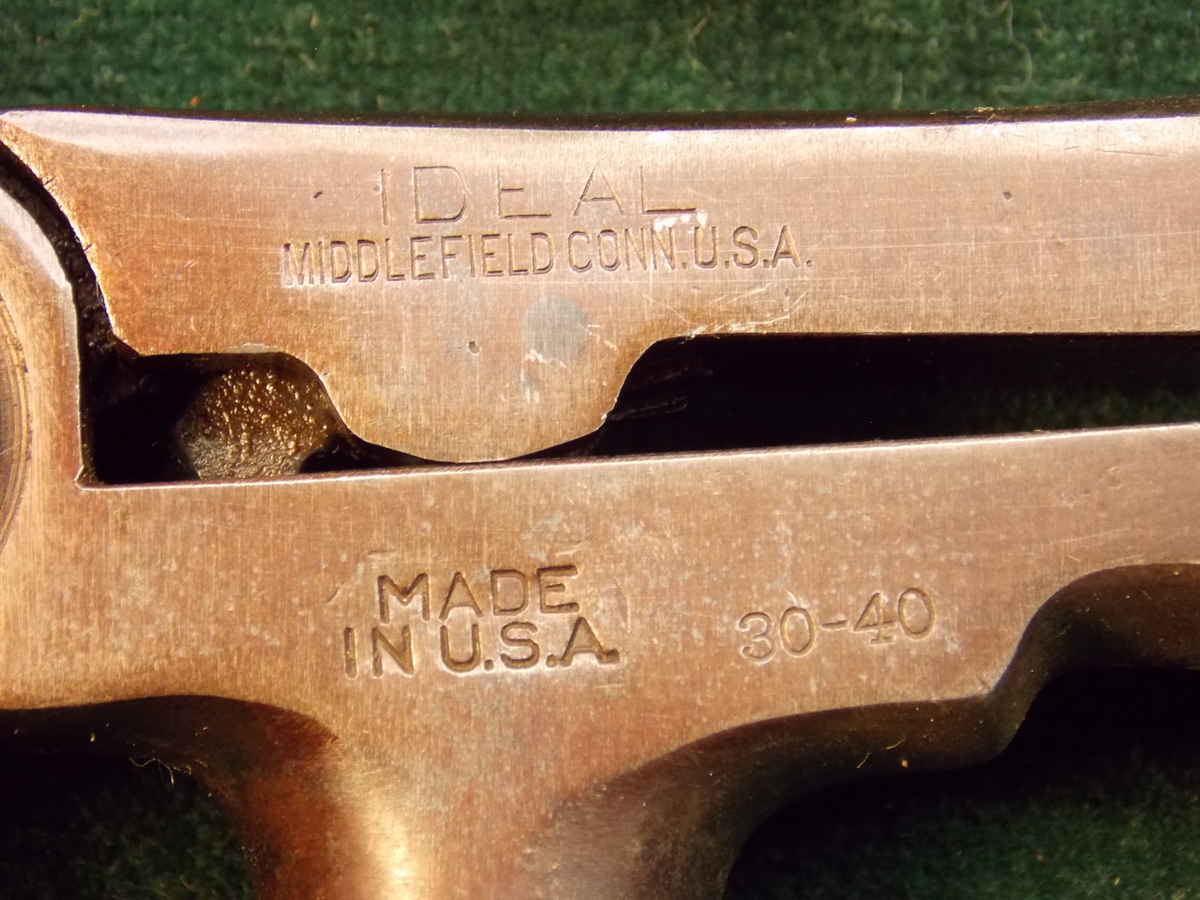 IDEAL
MIDDLEFIELD CONN. U.S.A.
MADE
IN U.S.A.
30-40